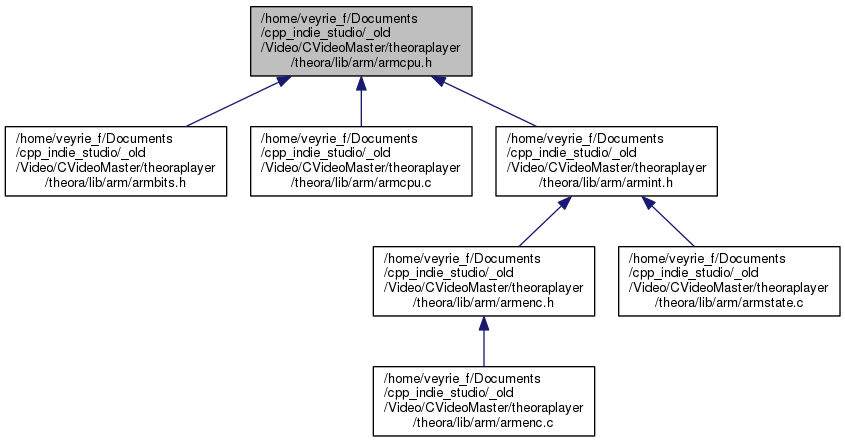 /home/veyrie_f/Documents
/cpp_indie_studio/_old
/Video/CVideoMaster/theoraplayer
/theora/lib/arm/armcpu.h
/home/veyrie_f/Documents
/cpp_indie_studio/_old
/Video/CVideoMaster/theoraplayer
/theora/lib/arm/armbits.h
/home/veyrie_f/Documents
/cpp_indie_studio/_old
/Video/CVideoMaster/theoraplayer
/theora/lib/arm/armcpu.c
/home/veyrie_f/Documents
/cpp_indie_studio/_old
/Video/CVideoMaster/theoraplayer
/theora/lib/arm/armint.h
/home/veyrie_f/Documents
/cpp_indie_studio/_old
/Video/CVideoMaster/theoraplayer
/theora/lib/arm/armenc.h
/home/veyrie_f/Documents
/cpp_indie_studio/_old
/Video/CVideoMaster/theoraplayer
/theora/lib/arm/armstate.c
/home/veyrie_f/Documents
/cpp_indie_studio/_old
/Video/CVideoMaster/theoraplayer
/theora/lib/arm/armenc.c